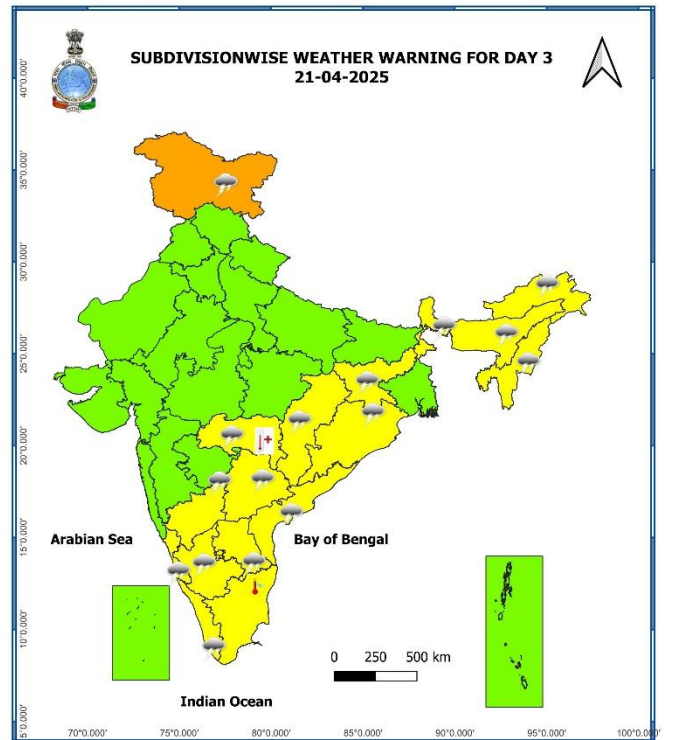 SUBDIVISIONWISE WEATHER WARNING FOR DAY 3
21-04-2025
40°0.000'
35°0.000'
30°0.000'
25°0.000'
20°0.000'
15°0.000'
10°0.000'
5°0.000'
Arabian Sea
Bay of Bengal
0 250 500 km
Indian Ocean
70°0.000' 75°0.000' 80°0.000' 85°0.000' 90°0.000' 95°0.000' 100°0.000'